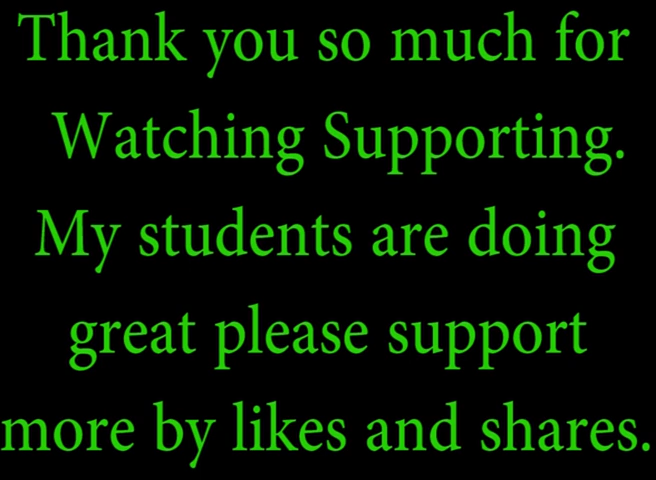 Thank you so much for
Watching Supporting.
My students are doing
great please support
more by likes and shares.